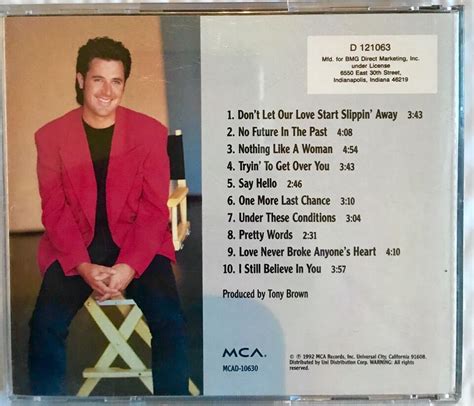 D 121063
Mfd. for BMG Direct Marketing, Inc.
under License
6550 East 30th Street,
Indianapolis, Indiana 46219
1. Don't Let Our Love Start Slippin' Away 3:43
2. No Future In The Past 4:08
3. Nothing Like A Woman 4:40
4. Tryin' To Get Over You 3:43
5. Say Hello 2:46
6. One More Last Chance 3:10
7. Under These Conditions 3:04
8. Pretty Words 2:31
9. Love Never Broke Anyone's Heart 4:10
10. I Still Believe In You 3:57
Produced by Tony Brown
MCA.
MCAD-10630
℗ © 1992 MCA Records, Inc. Universal City, California 91608.
Distributed by Uni Distribution Corp. WARNING: All rights
reserved.